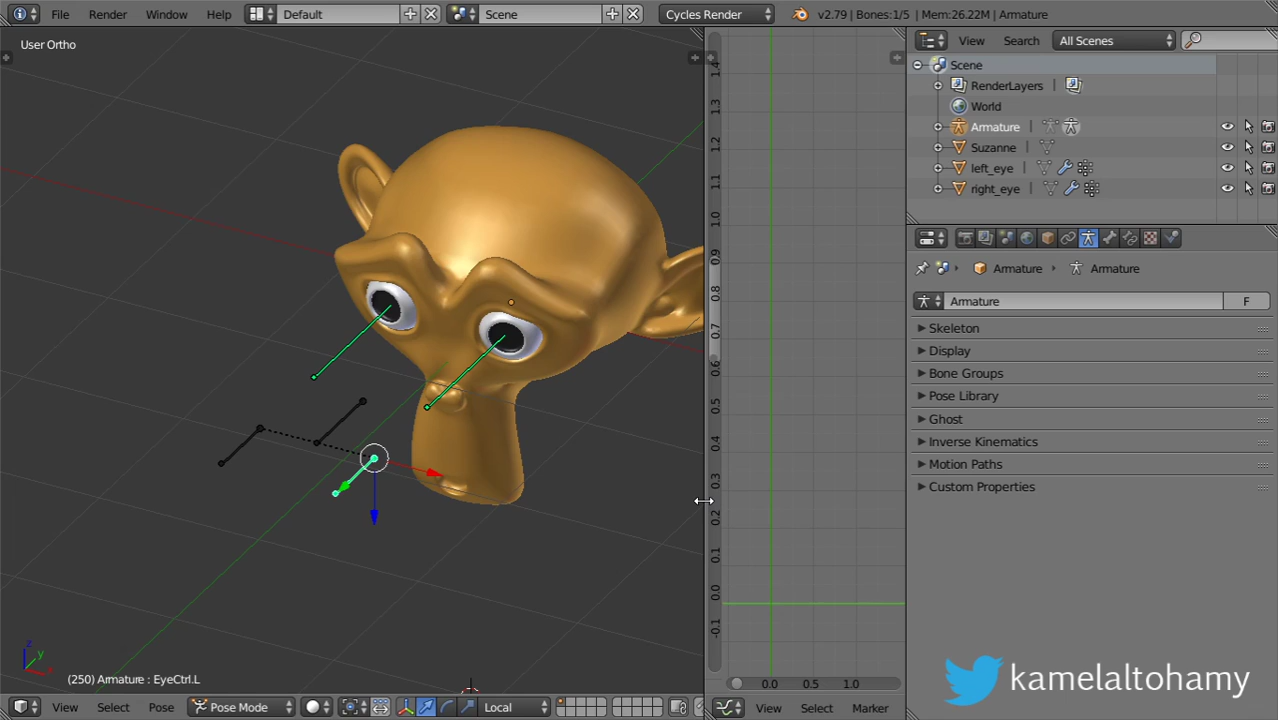 File Render Window Help Default Scene Cycles Render v2.79 | Bones:1/5 | Mem:26.22M | Armature
User Ortho
View Search All Scenes
Scene
RenderLayers
World
Armature
Suzanne
left_eye
right_eye
Armature Armature
Armature F
Skeleton
Display
Bone Groups
Pose Library
Ghost
Inverse Kinematics
Motion Paths
Custom Properties
1.4
1.3
1.2
1.1
1.0
0.9
0.8
0.7
0.6
0.5
0.4
0.3
0.2
0.1
0.0
-0.1
0.0 0.5 1.0
z
y
x
(250) Armature : EyeCtrl.L
View Select Pose Pose Mode Local
View Select Marker
kamelaltohamy